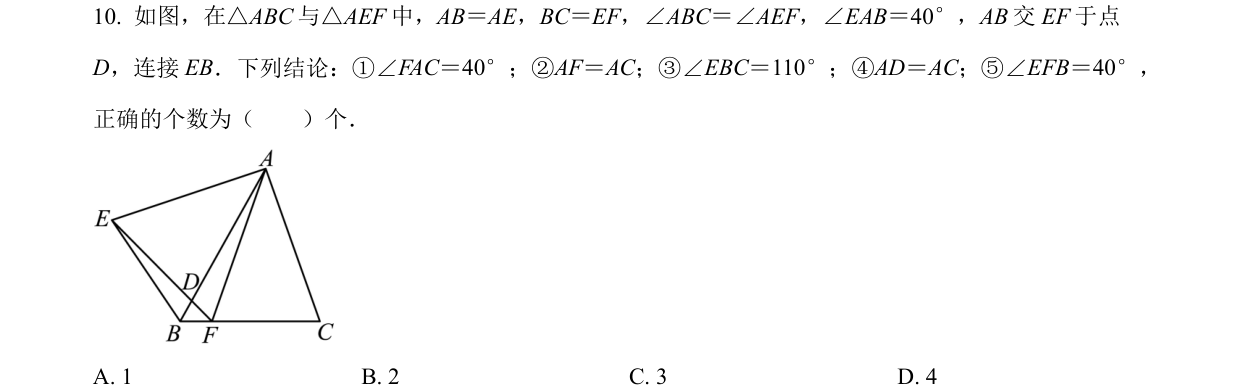 10. 如图，在△ABC与△AEF中，AB＝AE，BC＝EF，∠ABC＝∠AEF，∠EAB＝40°，AB交EF于点
D，连接EB．下列结论：①∠FAC＝40°；②AF＝AC；③∠EBC＝110°；④AD＝AC；⑤∠EFB＝40°，
正确的个数为（　　）个．
A
E
D
B F C
A. 1 B. 2 C. 3 D. 4